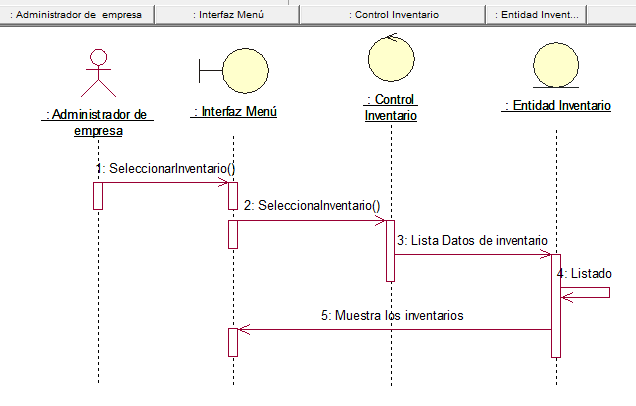 : Administrador de empresa
: Interfaz Menú
: Control Inventario
: Entidad Invent...
: Administrador de
empresa
: Interfaz Menú
: Control
Inventario
: Entidad Inventario
1: SeleccionarInventario()
2: SeleccionaInventario()
3: Lista Datos de inventario
4: Listado
5: Muestra los inventarios